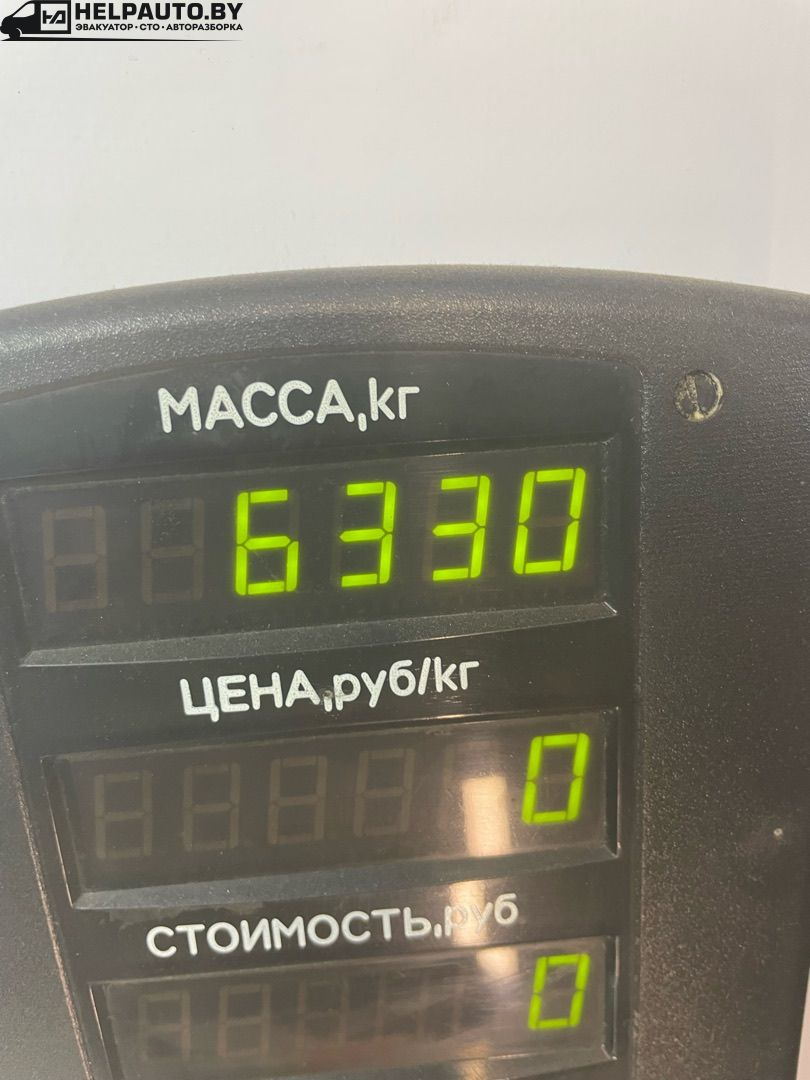 HELPAUTO.BY
ЭВАКУАТОР • СТО • АВТОРАЗБОРКА
МАССА,кг
6330
ЦЕНА,руб/кг
0
СТОИМОСТЬ,руб
0